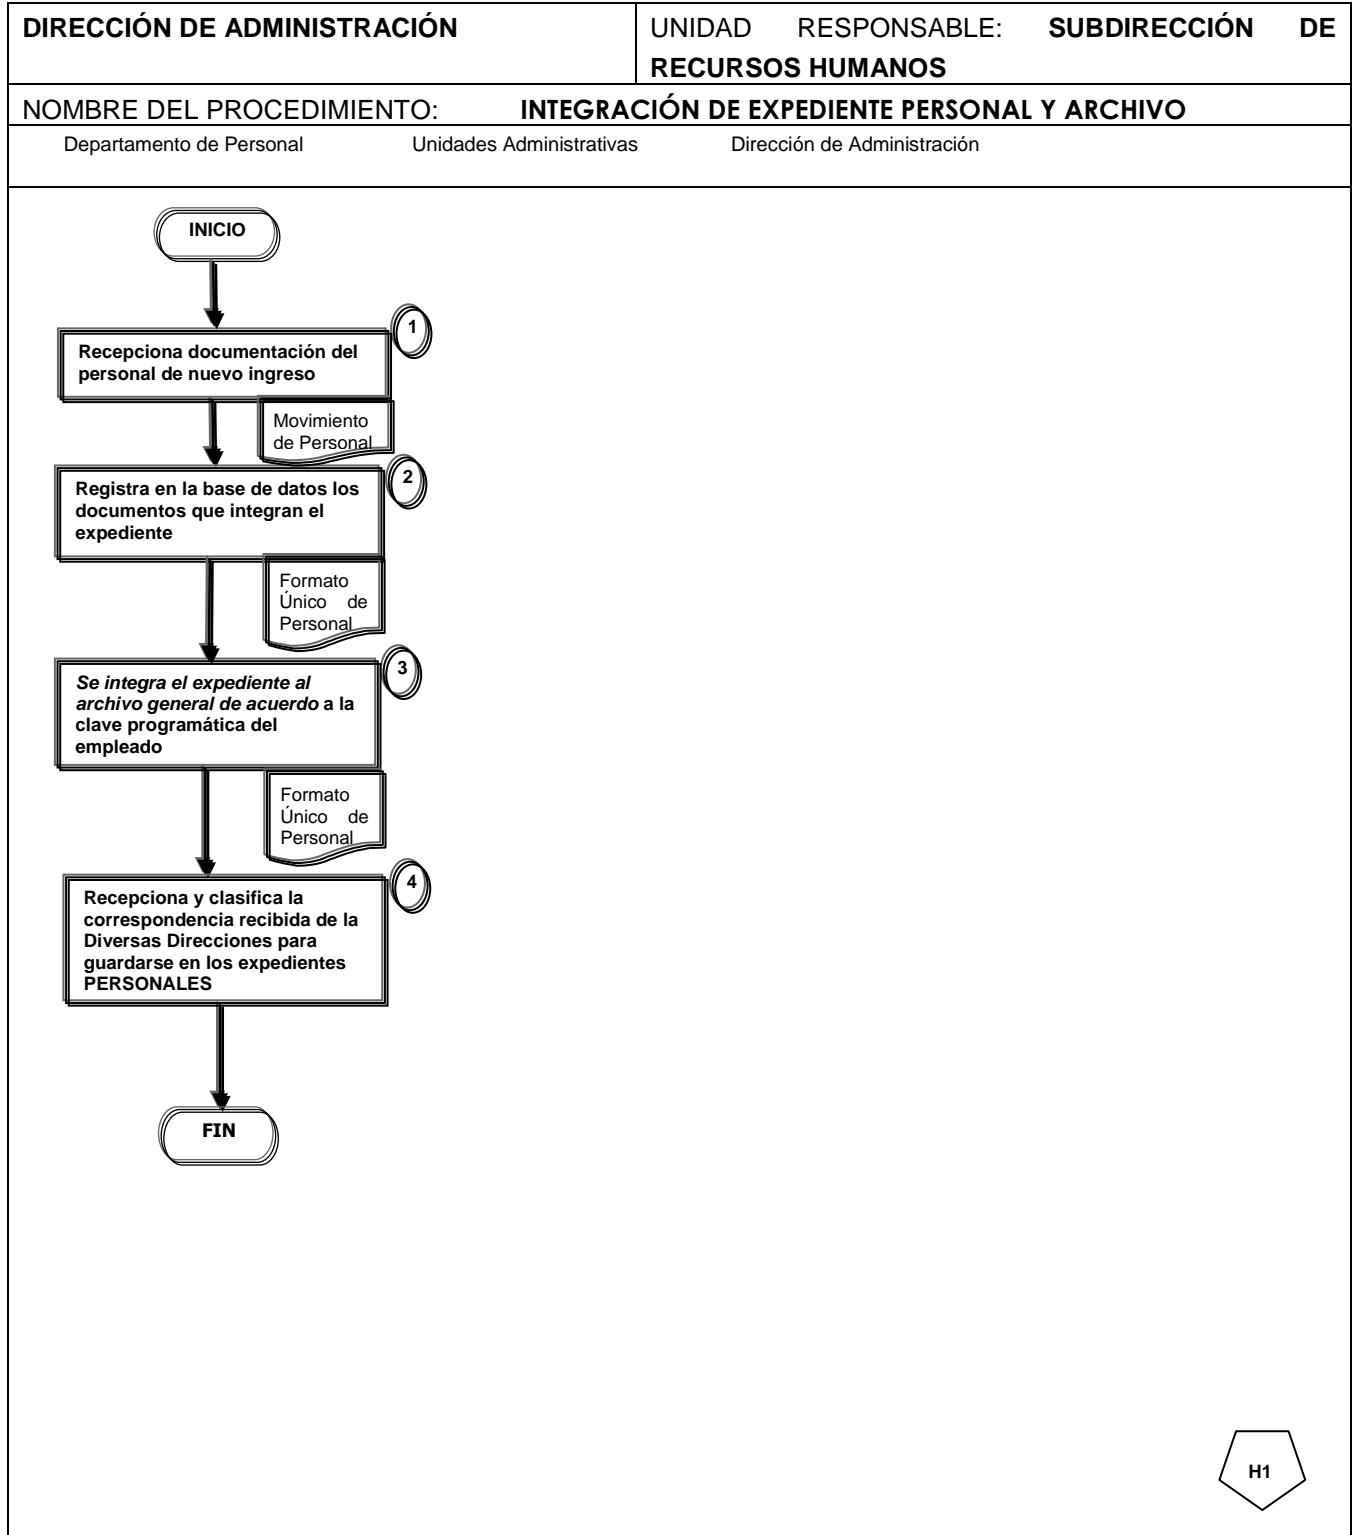 DIRECCIÓN DE ADMINISTRACIÓN
UNIDAD RESPONSABLE: SUBDIRECCIÓN DE
RECURSOS HUMANOS
NOMBRE DEL PROCEDIMIENTO: INTEGRACIÓN DE EXPEDIENTE PERSONAL Y ARCHIVO
Departamento de Personal Unidades Administrativas Dirección de Administración
INICIO
1
Recepciona documentación del
personal de nuevo ingreso
Movimiento
de Personal
2
Registra en la base de datos los
documentos que integran el
expediente
Formato
Único de
Personal
3
Se integra el expediente al
archivo general de acuerdo a la
clave programática del
empleado
Formato
Único de
Personal
4
Recepciona y clasifica la
correspondencia recibida de la
Diversas Direcciones para
guardarse en los expedientes
PERSONALES
FIN
H1